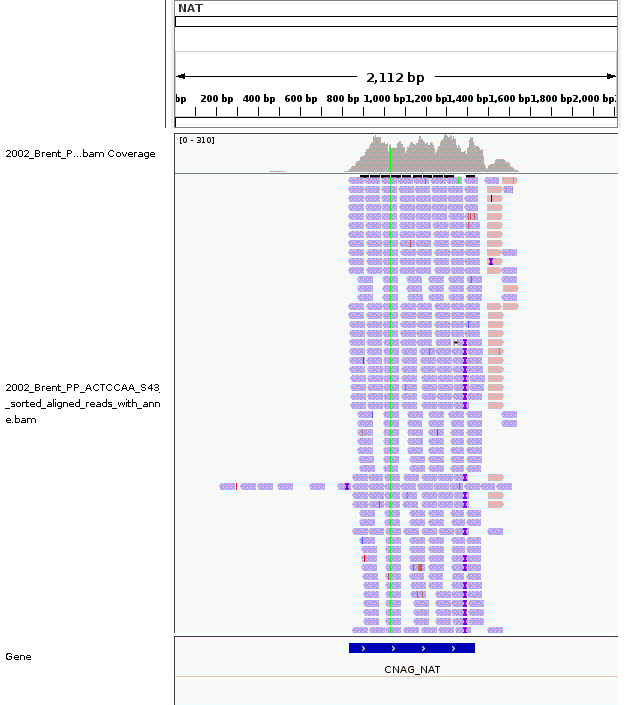 NAT
2,112 bp
bp 200 bp 400 bp 600 bp 800 bp 1,000 bp 1,200 bp 1,400 bp 1,600 bp 1,800 bp 2,000 bp
[0 - 310]
2002_Brent_P...bam Coverage
2002_Brent_PP_ACTCCAA_S43_
_sorted_aligned_reads_with_ann
e.bam
Gene
CNAG_NAT